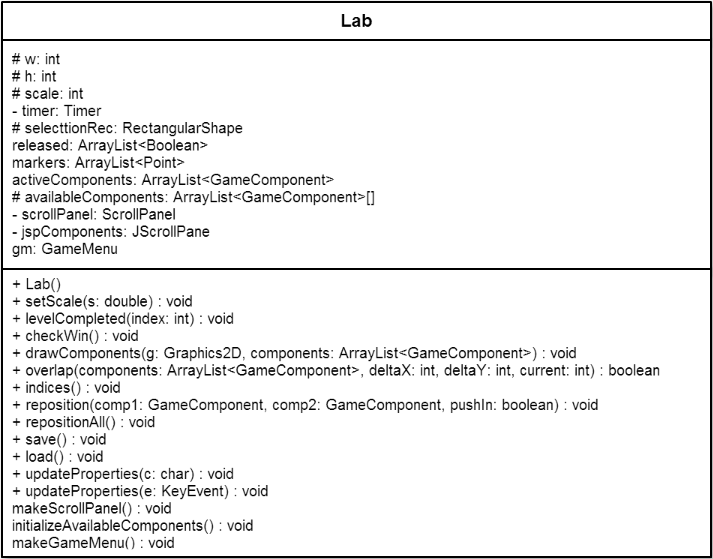 Lab
# w: int
# h: int
# scale: int
- timer: Timer
# selecttionRec: RectangularShape
released: ArrayList<Boolean>
markers: ArrayList<Point>
activeComponents: ArrayList<GameComponent>
# availableComponents: ArrayList<GameComponent>[]
- scrollPanel: ScrollPanel
- jspComponents: JScrollPane
gm: GameMenu
+ Lab()
+ setScale(s: double) : void
+ levelCompleted(index: int) : void
+ checkWin() : void
+ drawComponents(g: Graphics2D, components: ArrayList<GameComponent>) : void
+ overlap(components: ArrayList<GameComponent>, deltaX: int, deltaY: int, current: int) : boolean
+ indices() : void
+ reposition(comp1: GameComponent, comp2: GameComponent, pushIn: boolean) : void
+ repositionAll() : void
+ save() : void
+ load() : void
+ updateProperties(c: char) : void
+ updateProperties(e: KeyEvent) : void
makeScrollPanel() : void
initializeAvailableComponents() : void
makeGameMenu() : void